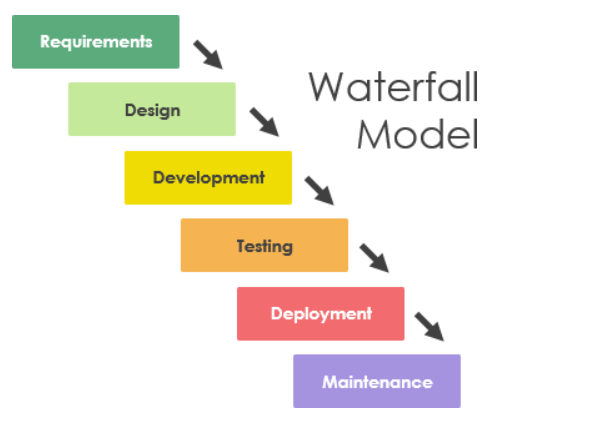 Requirements
Waterfall
Model
Design
Development
Testing
Deployment
Maintenance